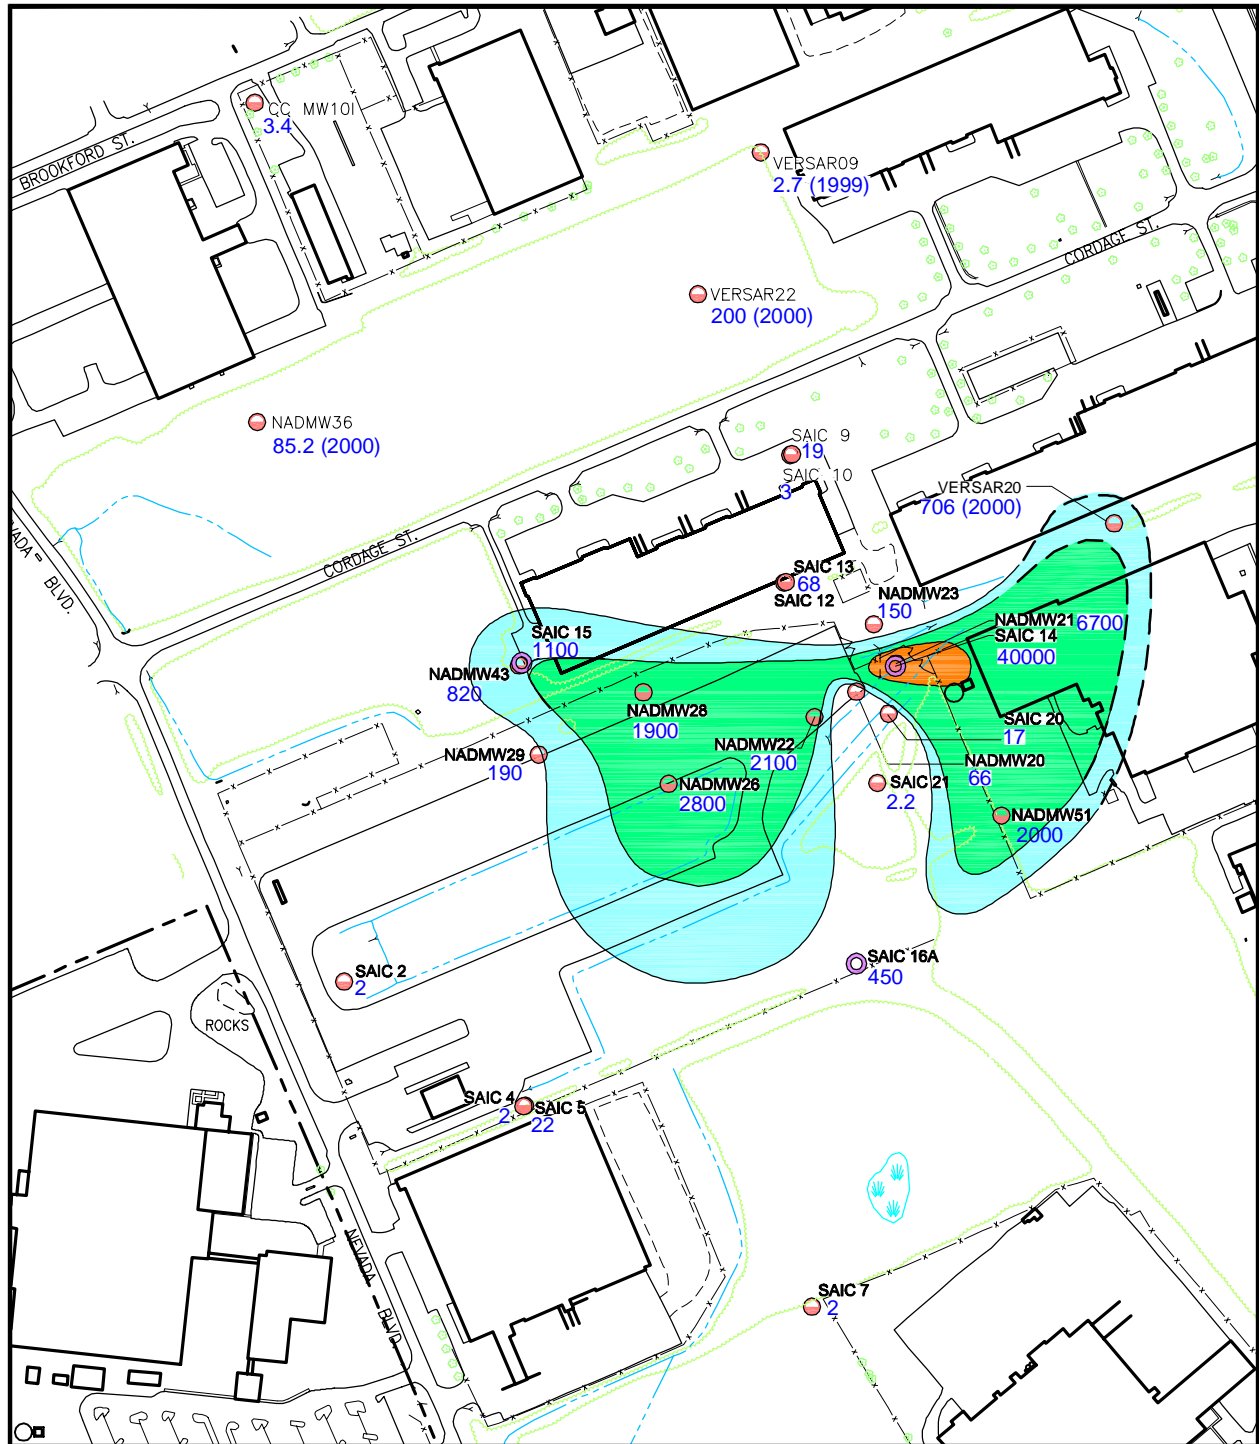 CC MW10I
3.4
BROOKFORD ST.
VERSAR09
2.7 (1999)
CORDAGE ST.
VERSAR22
200 (2000)
NADMW36
85.2 (2000)
SAIC 9
19
SAIC 10
3
VERSAR20
706 (2000)
NEVADA BLVD.
CORDAGE ST.
SAIC 13
68
SAIC 12
NADMW23
150
NADMW21
6700
SAIC 14
40000
SAIC 15
1100
NADMW43
820
NADMW28
1900
SAIC 20
17
NADMW22
2100
NADMW29
190
NADMW20
66
NADMW26
2800
SAIC 21
2.2
NADMW51
2000
SAIC 16A
450
SAIC 2
2
ROCKS
SAIC 4
2
SAIC 5
22
NEVADA BLVD.
SAIC 7
2